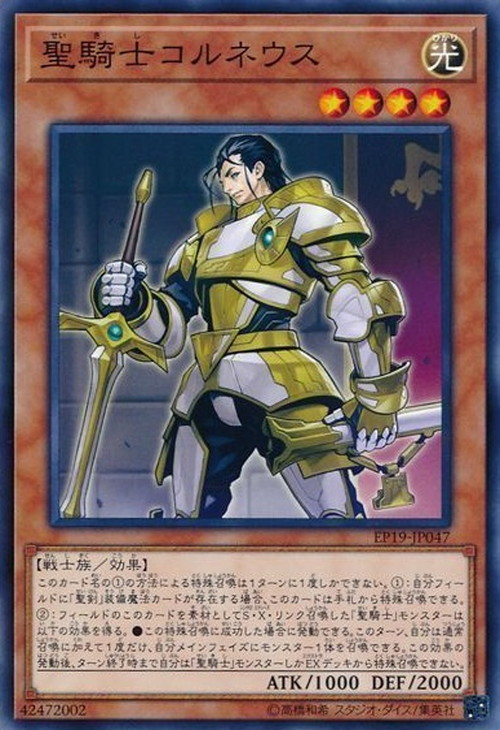 聖騎士コルネウス
光
EP19-JP047
【戦士族/効果】
このカード名の①の方法による特殊召喚は1ターンに1度しかできない。①:自分フィー
ルドに「聖剣」装備魔法カードが存在する場合、このカードは手札から特殊召喚できる。
②:フィールドのこのカードを素材としてS・X・リンク召喚した「聖騎士」モンスターは
以下の効果を得る。●この特殊召喚に成功した場合に発動できる。このターン、自分は通常
召喚に加えて1度だけ、自分メインフェイズにモンスター1体を召喚できる。この効果の
発動後、ターン終了時まで自分は「聖騎士」モンスターしかEXデッキから特殊召喚できない。
ATK/1000 DEF/2000
42472002
©高橋和希 スタジオ・ダイス/集英社